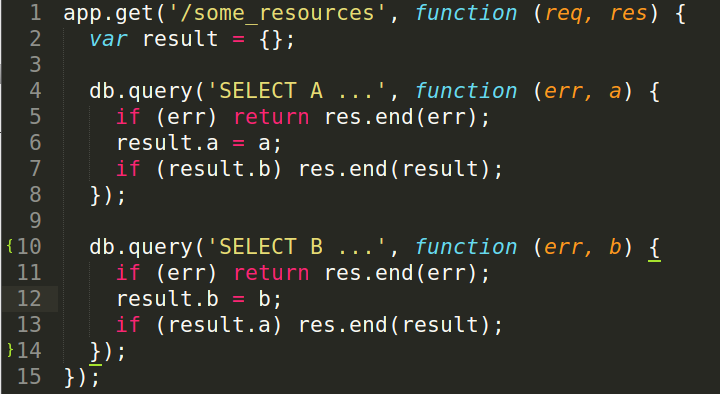 1 app.get('/some_resources', function (req, res) {
2   var result = {};
3
4   db.query('SELECT A ...', function (err, a) {
5     if (err) return res.end(err);
6     result.a = a;
7     if (result.b) res.end(result);
8   });
9
{10   db.query('SELECT B ...', function (err, b) {
11     if (err) return res.end(err);
12     result.b = b;
13     if (result.a) res.end(result);
}14   });
15 });